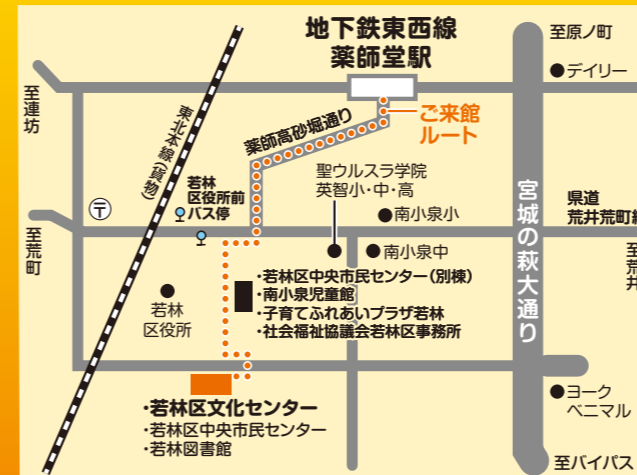 地下鉄東西線
薬師堂駅
至原ノ町
●デイリー
至連坊
東北本線(貨物)
薬師高砂堀通り
ご来館
ルート
聖ウルスラ学院
英智小・中・高
若林
区役所前
バス停
〒
●南小泉小
宮城の萩大通り
県道
荒井荒町線
至荒町
●南小泉中
至荒井
・若林区中央市民センター(別棟)
・南小泉児童館
・子育てふれあいプラザ若林
・社会福祉協議会若林区事務所
若林
区役所
・若林区文化センター
・若林区中央市民センター
・若林図書館
●ヨーク
ベニマル
至バイパス